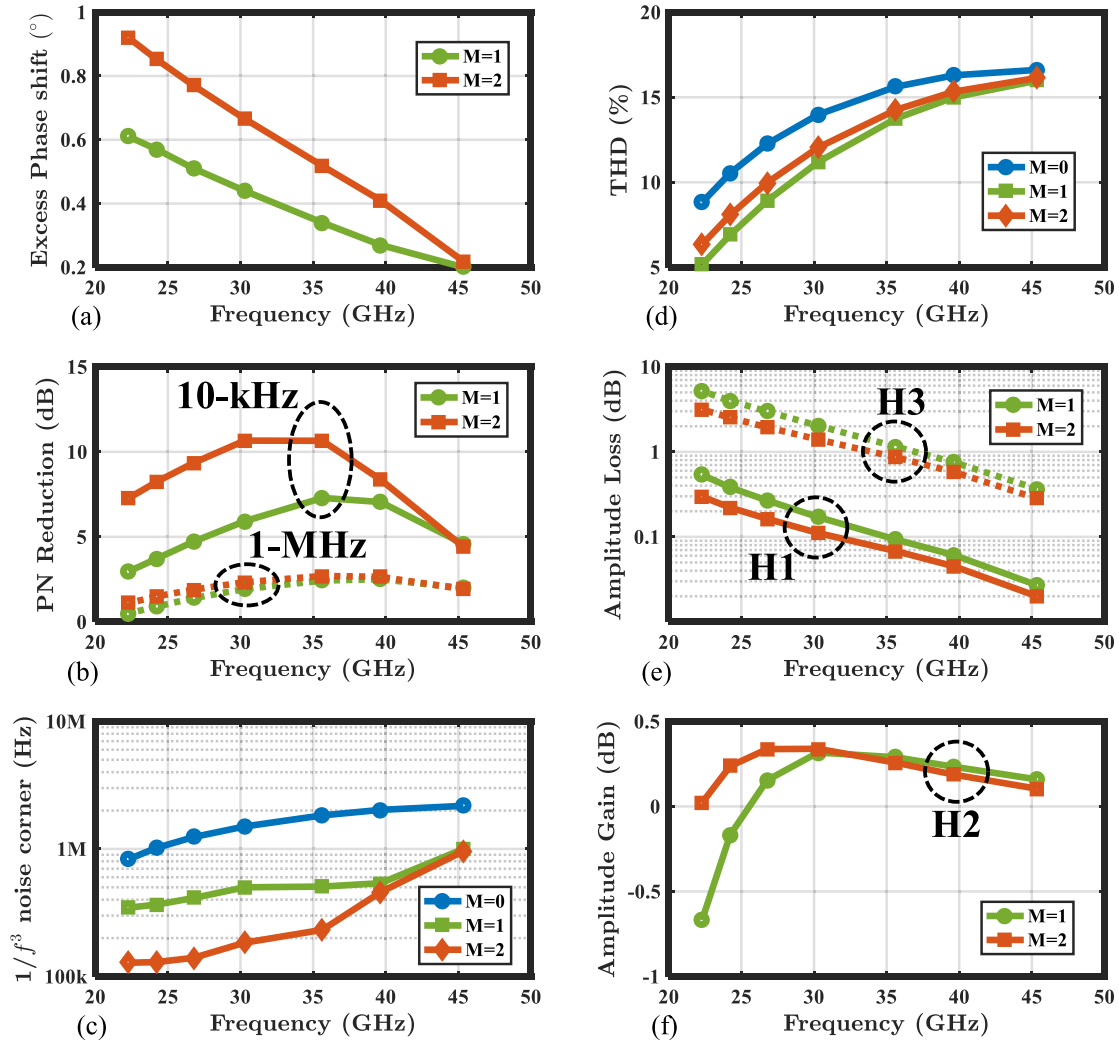 Excess Phase shift (°)
1
0.8
0.6
0.4
0.2
M=1
M=2
20 25 30 35 40 45 50
Frequency (GHz)
(a)
THD (%)
20
15
10
5
M=0
M=1
M=2
20 25 30 35 40 45 50
Frequency (GHz)
(d)
PN Reduction (dB)
15
10
5
0
10-kHz
1-MHz
M=1
M=2
20 25 30 35 40 45 50
Frequency (GHz)
(b)
Amplitude Loss (dB)
10
1
0.1
H3
H1
M=1
M=2
20 25 30 35 40 45 50
Frequency (GHz)
(e)
1/f³ noise corner (Hz)
10M
1M
100k
M=0
M=1
M=2
20 25 30 35 40 45 50
Frequency (GHz)
(c)
Amplitude Gain (dB)
0.5
0
-0.5
-1
H2
M=1
M=2
20 25 30 35 40 45 50
Frequency (GHz)
(f)